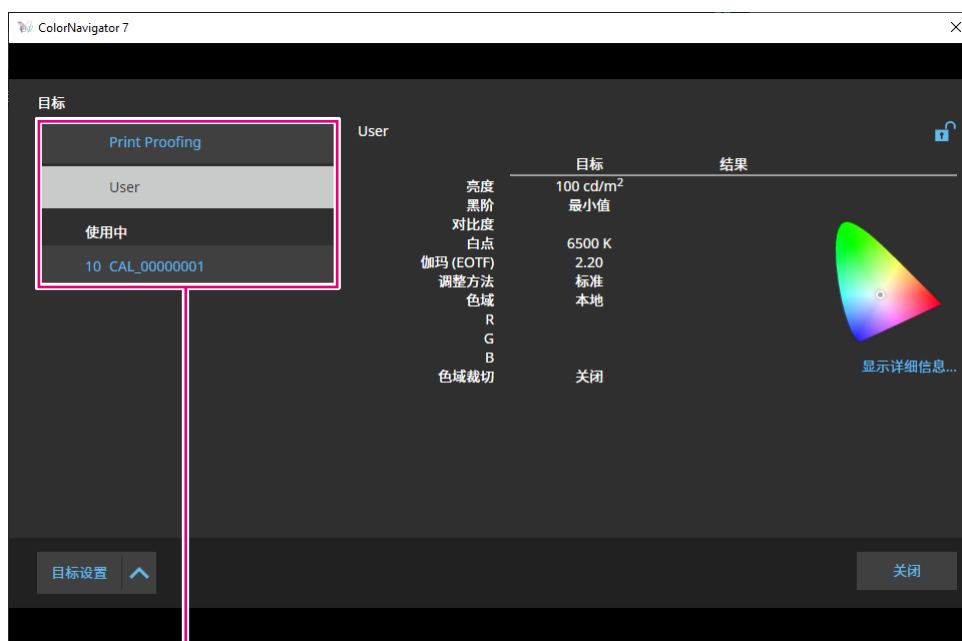 ColorNavigator 7
目标
Print Proofing
User
使用中
10 CAL_00000001
User
目标 结果
亮度 100 cd/m²
黑阶 最小值
对比度
白点 6500 K
伽玛 (EOTF) 2.20
调整方法 标准
色域 本地
R
G
B
色域裁切 关闭
显示详细信息...
目标设置
关闭